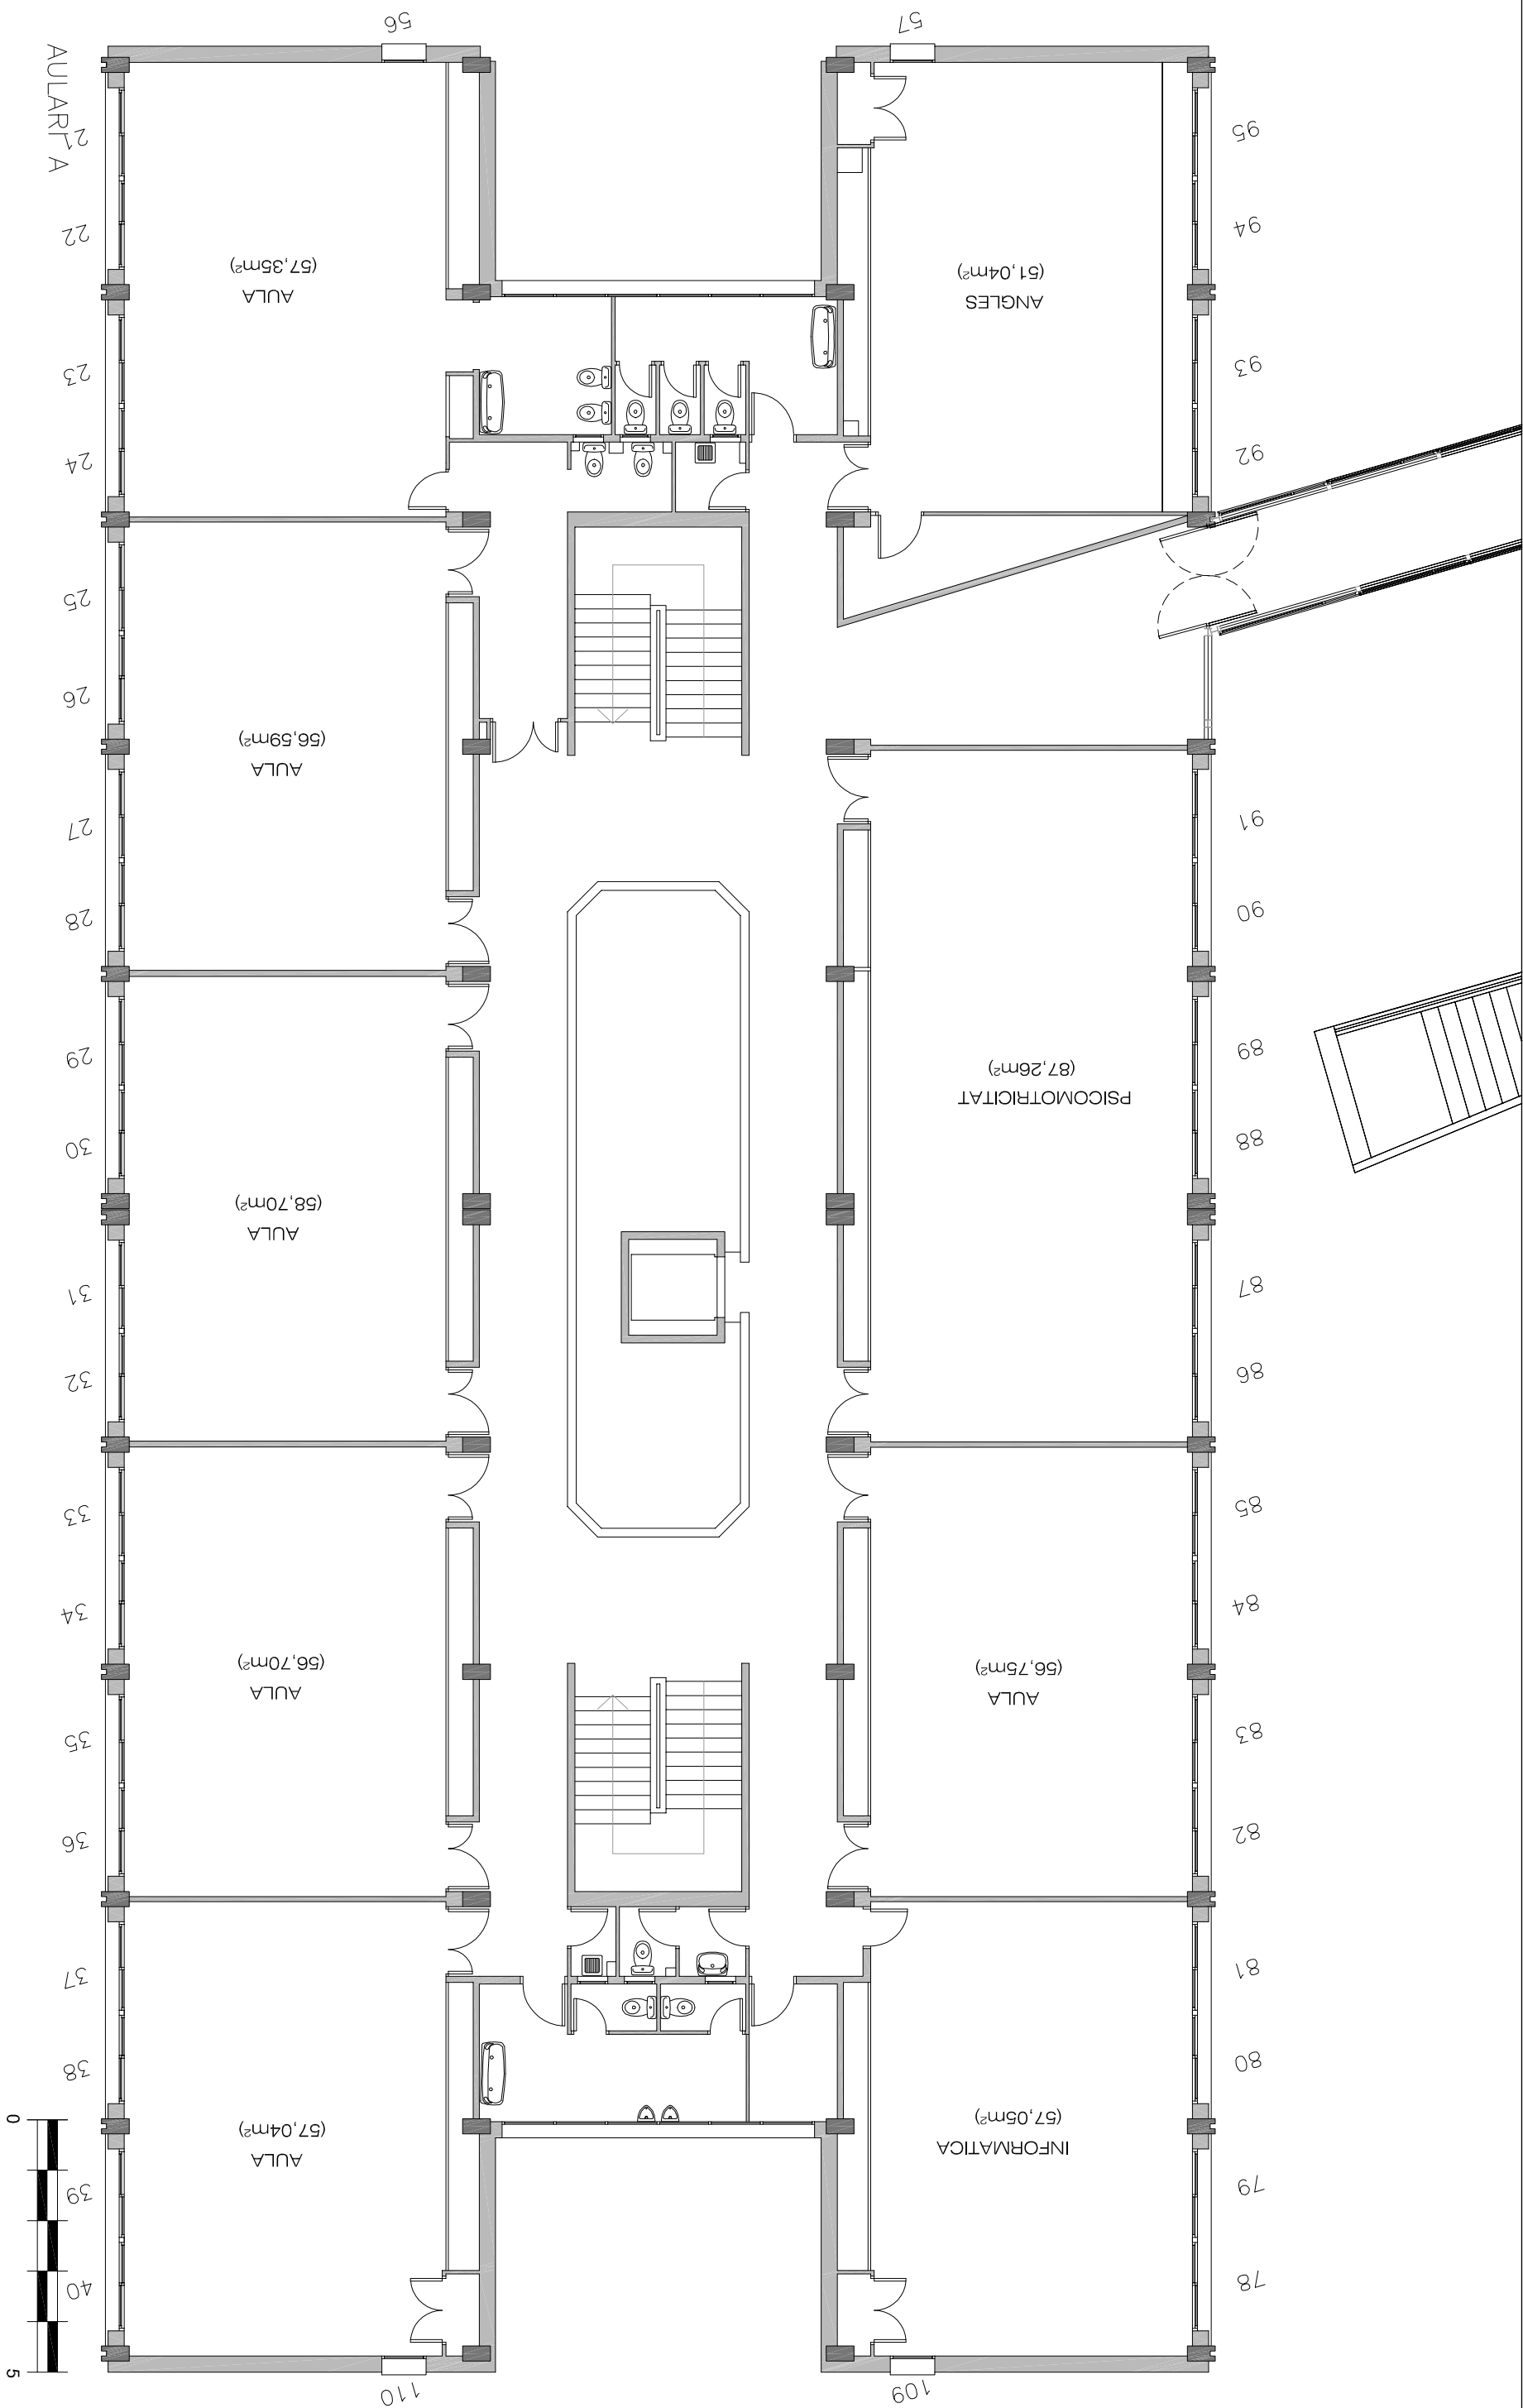 56
57
AULARI A
21
22
23
24
25
26
27
28
29
30
31
32
33
34
35
36
37
38
39
40
AULA
(57,35m²)
AULA
(56,59m²)
AULA
(58,70m²)
AULA
(56,70m²)
AULA
(57,04m²)
ANGLES
(51,04m²)
PSICOMOTRICITAT
(87,26m²)
AULA
(56,75m²)
INFORMATICA
(57,05m²)
95
94
93
92
91
90
89
88
87
86
85
84
83
82
81
80
79
78
0
5
110
109